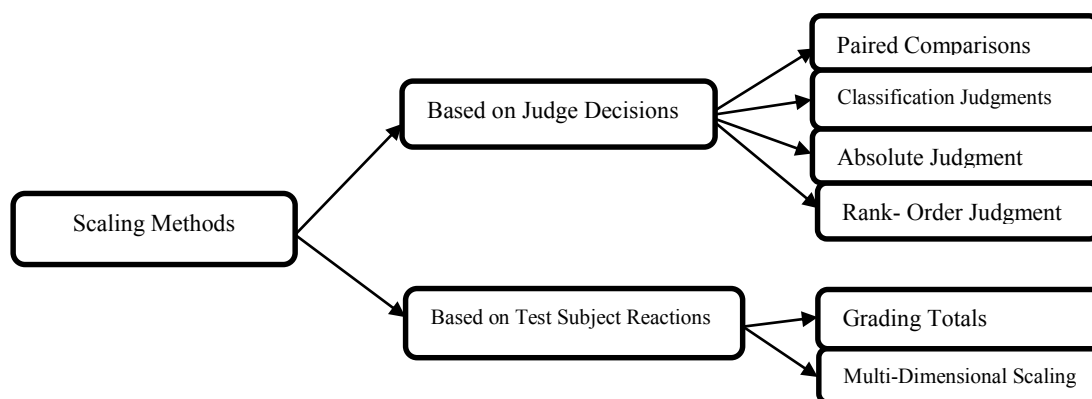 Scaling Methods
Based on Judge Decisions
Paired Comparisons
Classification Judgments
Absolute Judgment
Rank- Order Judgment
Based on Test Subject Reactions
Grading Totals
Multi-Dimensional Scaling